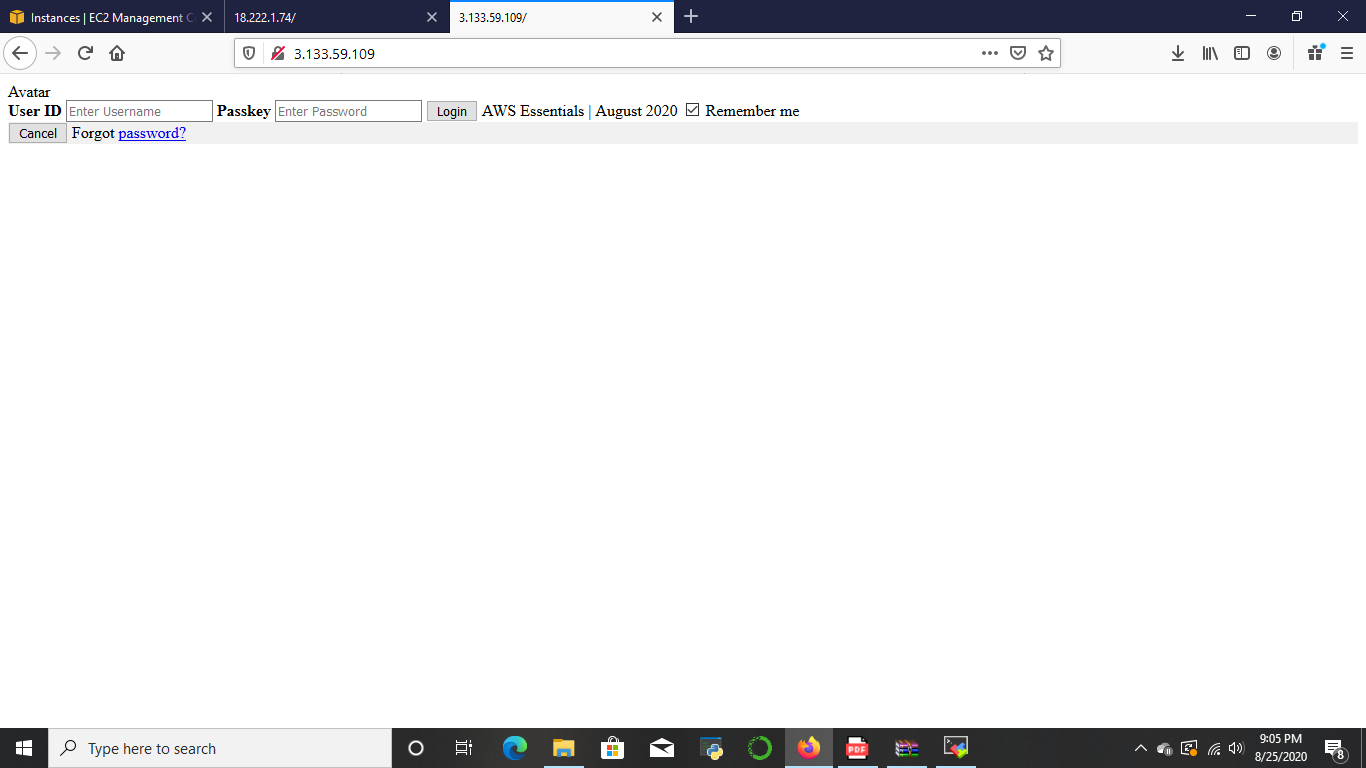 Instances | EC2 Management C
18.222.1.74/
3.133.59.109/
3.133.59.109
Avatar
User ID Enter Username Passkey Enter Password Login AWS Essentials | August 2020 Remember me
Cancel Forgot password?
Type here to search
PDF
9:05 PM
8/25/2020
8